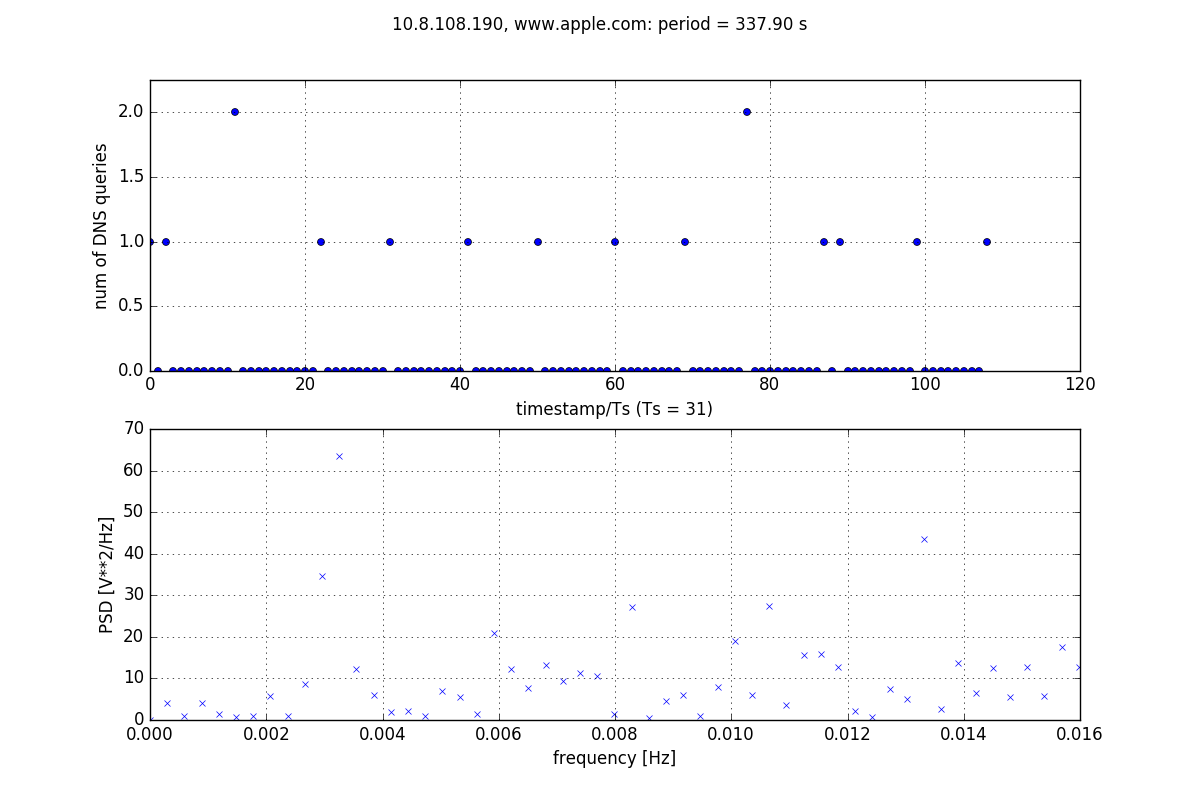 10.8.108.190, www.apple.com: period = 337.90 s
2.0
1.5
1.0
0.5
0.0
num of DNS queries
0 20 40 60 80 100 120
timestamp/Ts (Ts = 31)
70
60
50
40
30
20
10
0
PSD [V**2/Hz]
0.000 0.002 0.004 0.006 0.008 0.010 0.012 0.014 0.016
frequency [Hz]